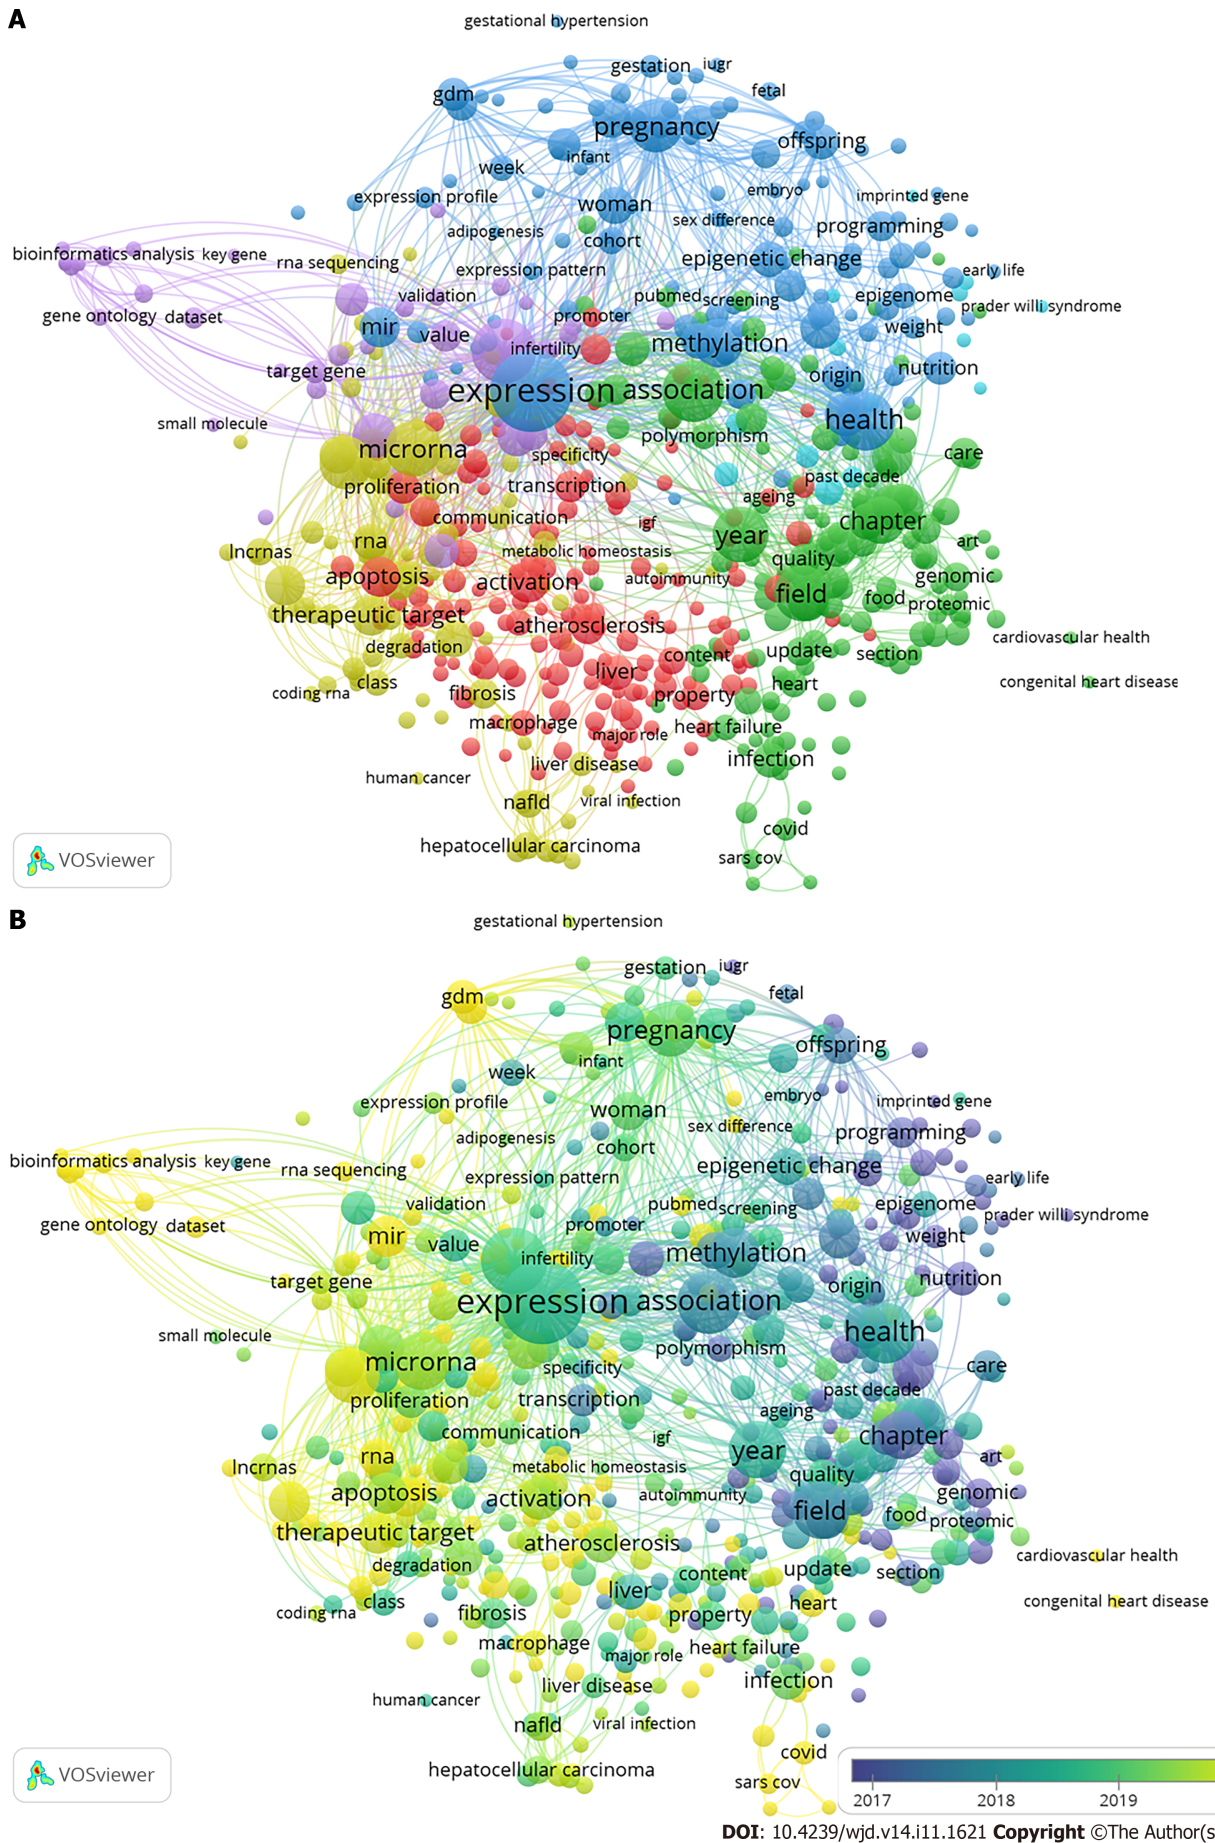 A
gestational hypertension
gestation iugr
gdm fetal
pregnancy
offspring
infant
week
embryo
expression profile imprinted gene
woman
sex difference programming
adipogenesis cohort
bioinformatics analysis key gene rna sequencing epigenetic change
expression pattern early life
validation pubmed screening epigenome
prader willi syndrome
gene ontology dataset promoter
mir value weight
infertility methylation
target gene origin nutrition
expression association
small molecule health
polymorphism
microrna specificity care
past decade
proliferation transcription
ageing
communication igf chapter
year
rna art
lncrnas metabolic homeostasis quality
apoptosis activation autoimmunity genomic
field food proteomic
therapeutic target atherosclerosis
cardiovascular health
degradation content update section
liver
coding rna class fibrosis property heart congenital heart disease
macrophage major role heart failure
liver disease infection
human cancer
nafld viral infection
covid
hepatocellular carcinoma
sars cov
VOSviewer
B
gestational hypertension
gestation iugr
gdm fetal
pregnancy
offspring
infant
week
embryo
expression profile imprinted gene
woman
sex difference programming
adipogenesis cohort
bioinformatics analysis key gene rna sequencing epigenetic change
expression pattern early life
validation pubmed screening epigenome
prader willi syndrome
gene ontology dataset promoter
mir value weight
infertility methylation
target gene origin nutrition
expression association
small molecule health
polymorphism
microrna specificity care
past decade
proliferation transcription
ageing
communication igf chapter
year
rna art
lncrnas metabolic homeostasis quality
apoptosis activation autoimmunity genomic
field food proteomic
therapeutic target atherosclerosis
cardiovascular health
degradation content update section
liver
coding rna class fibrosis property heart congenital heart disease
macrophage major role heart failure
liver disease infection
human cancer
nafld viral infection
covid
hepatocellular carcinoma
sars cov
VOSviewer
2017 2018 2019
DOI: 10.4239/wjd.v14.i11.1621 Copyright ©The Author(s